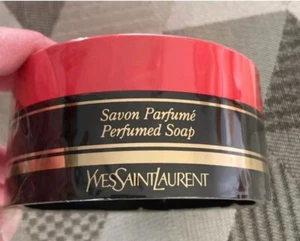 Savon Parfumé
Perfumed Soap
YVESSAINTLAURENT